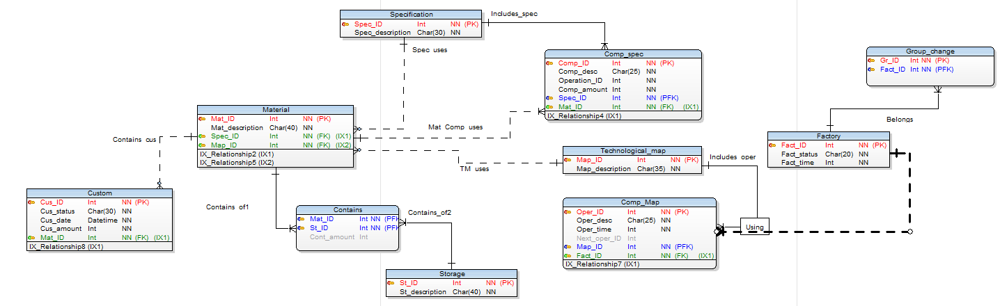 Specification
Spec_ID Int NN (PK)
Spec_description Char(30) NN
Includes_spec
Spec uses
Comp_spec
Comp_ID Int NN (PK)
Comp_desc Char(25) NN
Operation_ID Int NN
Comp_amount Int NN
Spec_ID Int NN (PFK)
Mat_ID Int NN (FK) (IX1)
IX_Relationship4 (IX1)
Group_change
Gr_ID Int NN (PK)
Fact_ID Int NN (PFK)
Material
Mat_ID Int NN (PK)
Mat_description Char(40) NN
Spec_ID Int NN (FK) (IX1)
Map_ID Int NN (FK) (IX2)
IX_Relationship2 (IX1)
IX_Relationship5 (IX2)
Mat Comp uses
Contains cus
TM uses
Belongs
Factory
Fact_ID Int NN (PK)
Fact_status Char(20) NN
Fact_time Int NN
Technological_map
Map_ID Int NN (PK)
Map_description Char(35) NN
Includes oper
Custom
Cus_ID Int NN (PK)
Cus_status Char(30) NN
Cus_date Datetime NN
Cus_amount Int NN
Mat_ID Int NN (FK) (IX1)
IX_Relationship8 (IX1)
Contains of1
Contains
Mat_ID Int NN (PFK
St_ID Int NN (PFK
Cont_amount Int
Contains_of2
Comp_Map
Oper_ID Int NN (PK)
Oper_desc Char(25) NN
Oper_time Int NN
Next_oper_ID Int
Map_ID Int NN (PFK)
Fact_ID Int NN (FK) (IX1)
IX_Relationship7 (IX1)
Using
Storage
St_ID Int NN (PK)
St_description Char(40) NN